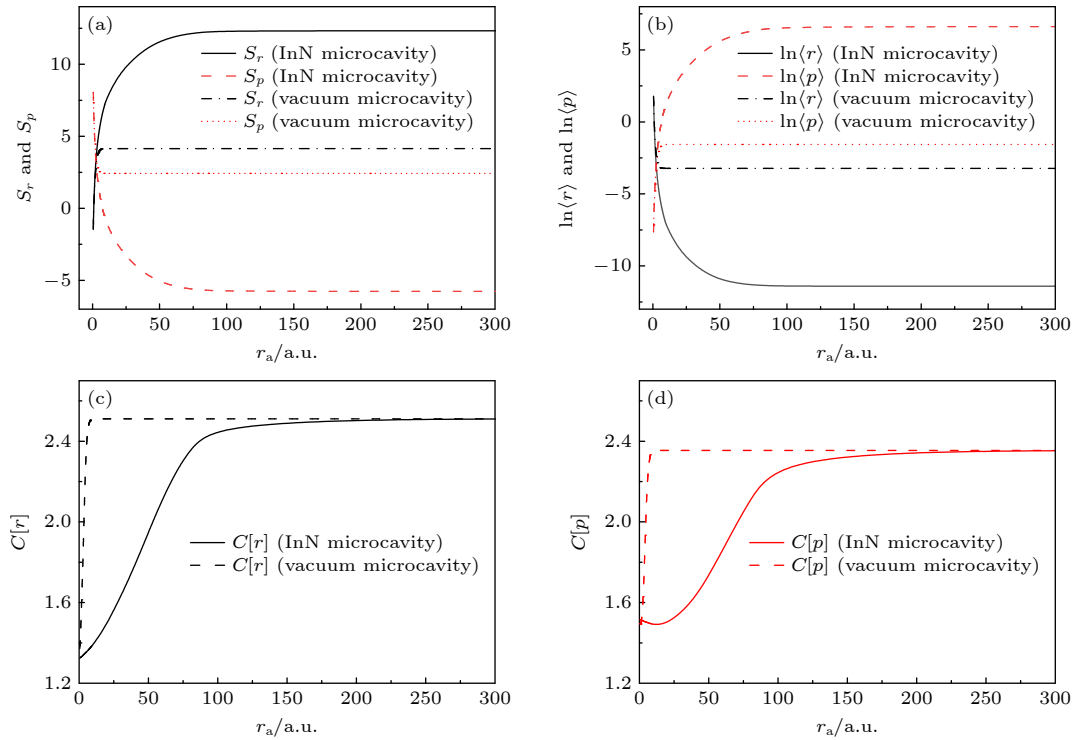 (a)
S_r (InN microcavity)
S_p (InN microcavity)
S_r (vacuum microcavity)
S_p (vacuum microcavity)
10
5
0
−5
S_r and S_p
0 50 100 150 200 250 300
r_a/a.u.
(b)
ln⟨r⟩ (InN microcavity)
ln⟨p⟩ (InN microcavity)
ln⟨r⟩ (vacuum microcavity)
ln⟨p⟩ (vacuum microcavity)
5
0
−5
−10
ln⟨r⟩ and ln⟨p⟩
0 50 100 150 200 250 300
r_a/a.u.
(c)
2.4
2.0
1.6
1.2
C[r]
C[r] (InN microcavity)
C[r] (vacuum microcavity)
0 50 100 150 200 250 300
r_a/a.u.
(d)
2.4
2.0
1.6
1.2
C[p]
C[p] (InN microcavity)
C[p] (vacuum microcavity)
0 50 100 150 200 250 300
r_a/a.u.